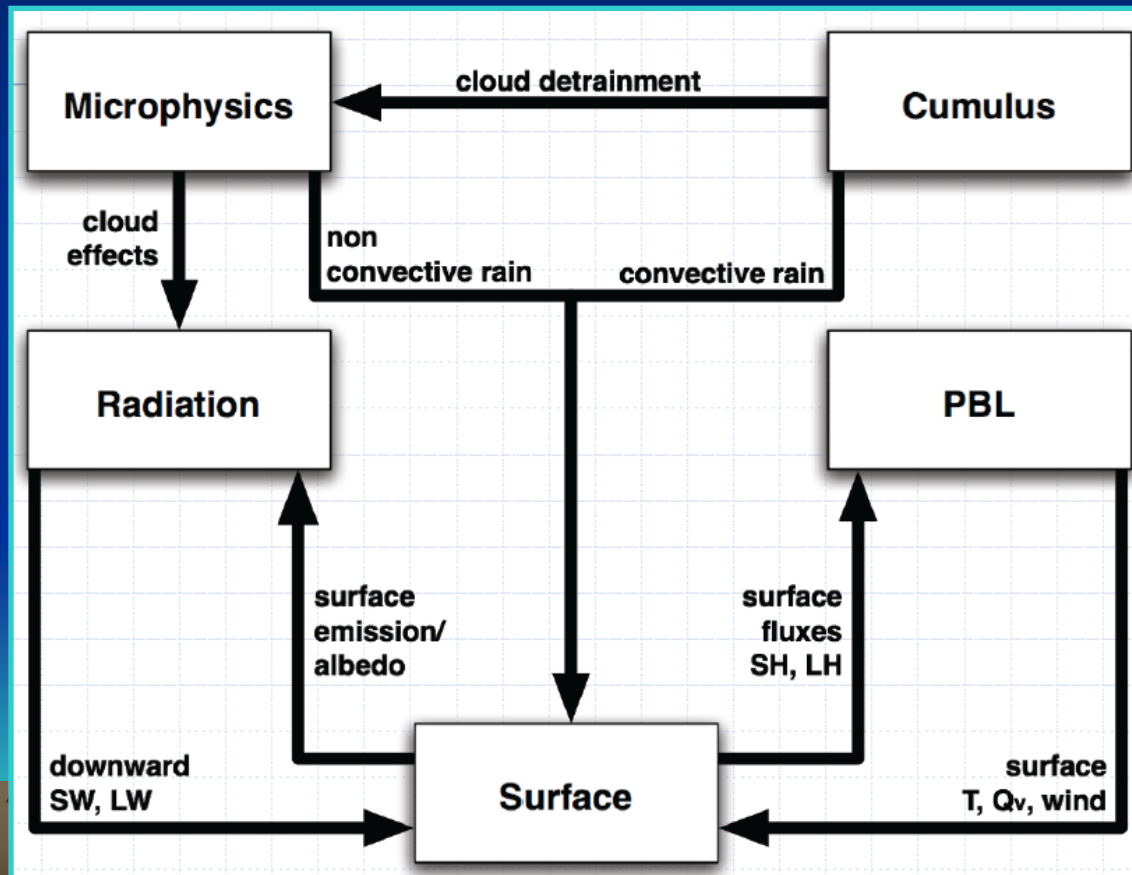 Microphysics
cloud detrainment
Cumulus
cloud
effects
non
convective rain
convective rain
Radiation
PBL
surface
emission/
albedo
surface
fluxes
SH, LH
downward
SW, LW
Surface
surface
T, Qv, wind